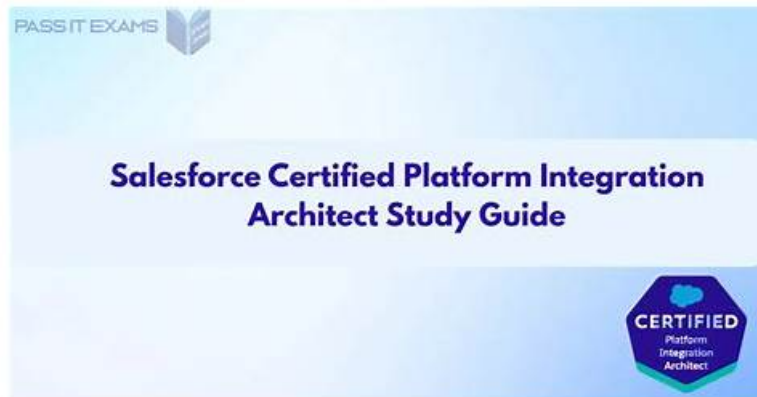 PASS IT EXAMS
Salesforce Certified Platform Integration
Architect Study Guide
CERTIFIED
Platform
Integration
Architect